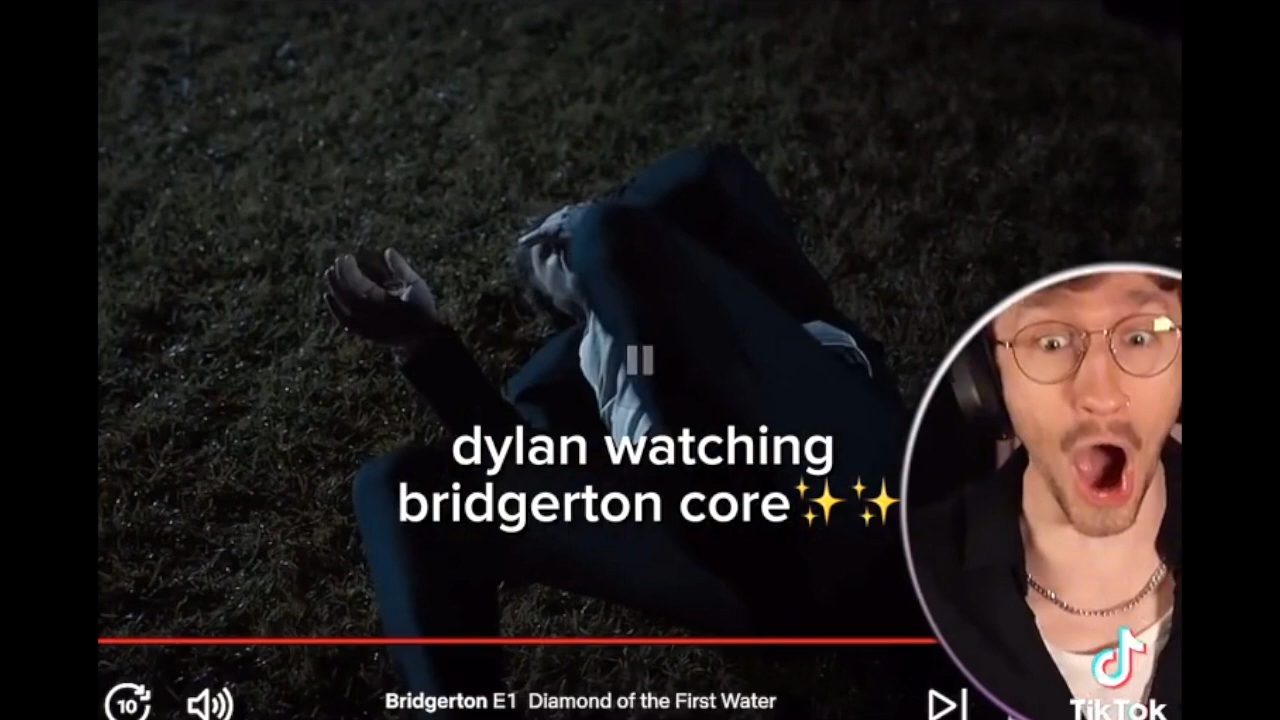 dylan watching
bridgerton core✨✨
10
Bridgerton E1 Diamond of the First Water
TikTok